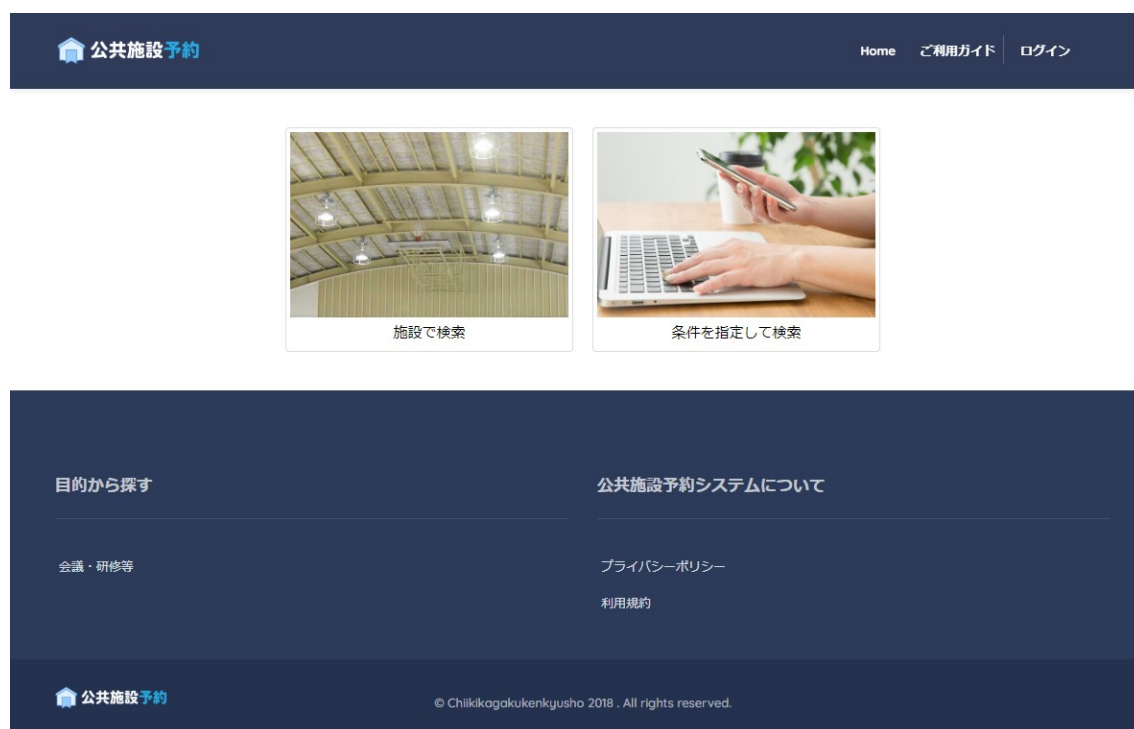 公共施設予約
Home ご利用ガイド ログイン
施設で検索 条件を指定して検索
目的から探す 公共施設予約システムについて
会議・研修等 プライバシーポリシー
利用規約
公共施設予約
© Chiikikagakukenkyusho 2018 . All rights reserved.